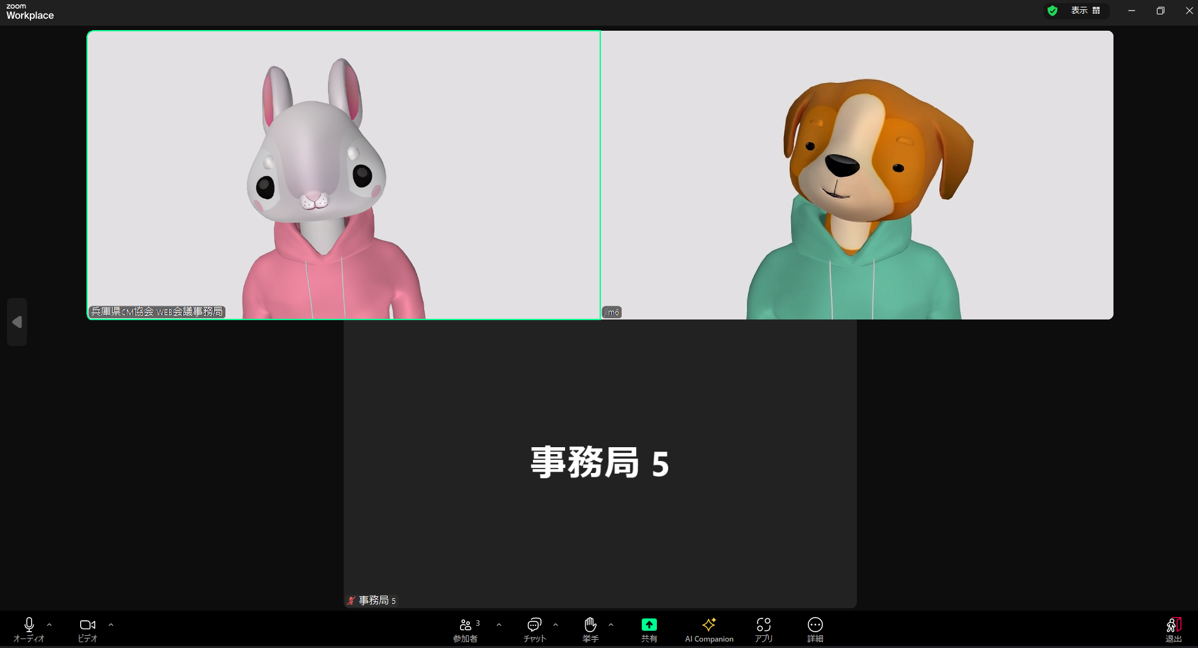 zoom
Workplace
表示
兵庫県CM協会 WEB会議事務局
事務局 5
事務局 5
オーディオ
ビデオ
参加者
3
チャット
挙手
共有
AI Companion
アプリ
詳細
退出